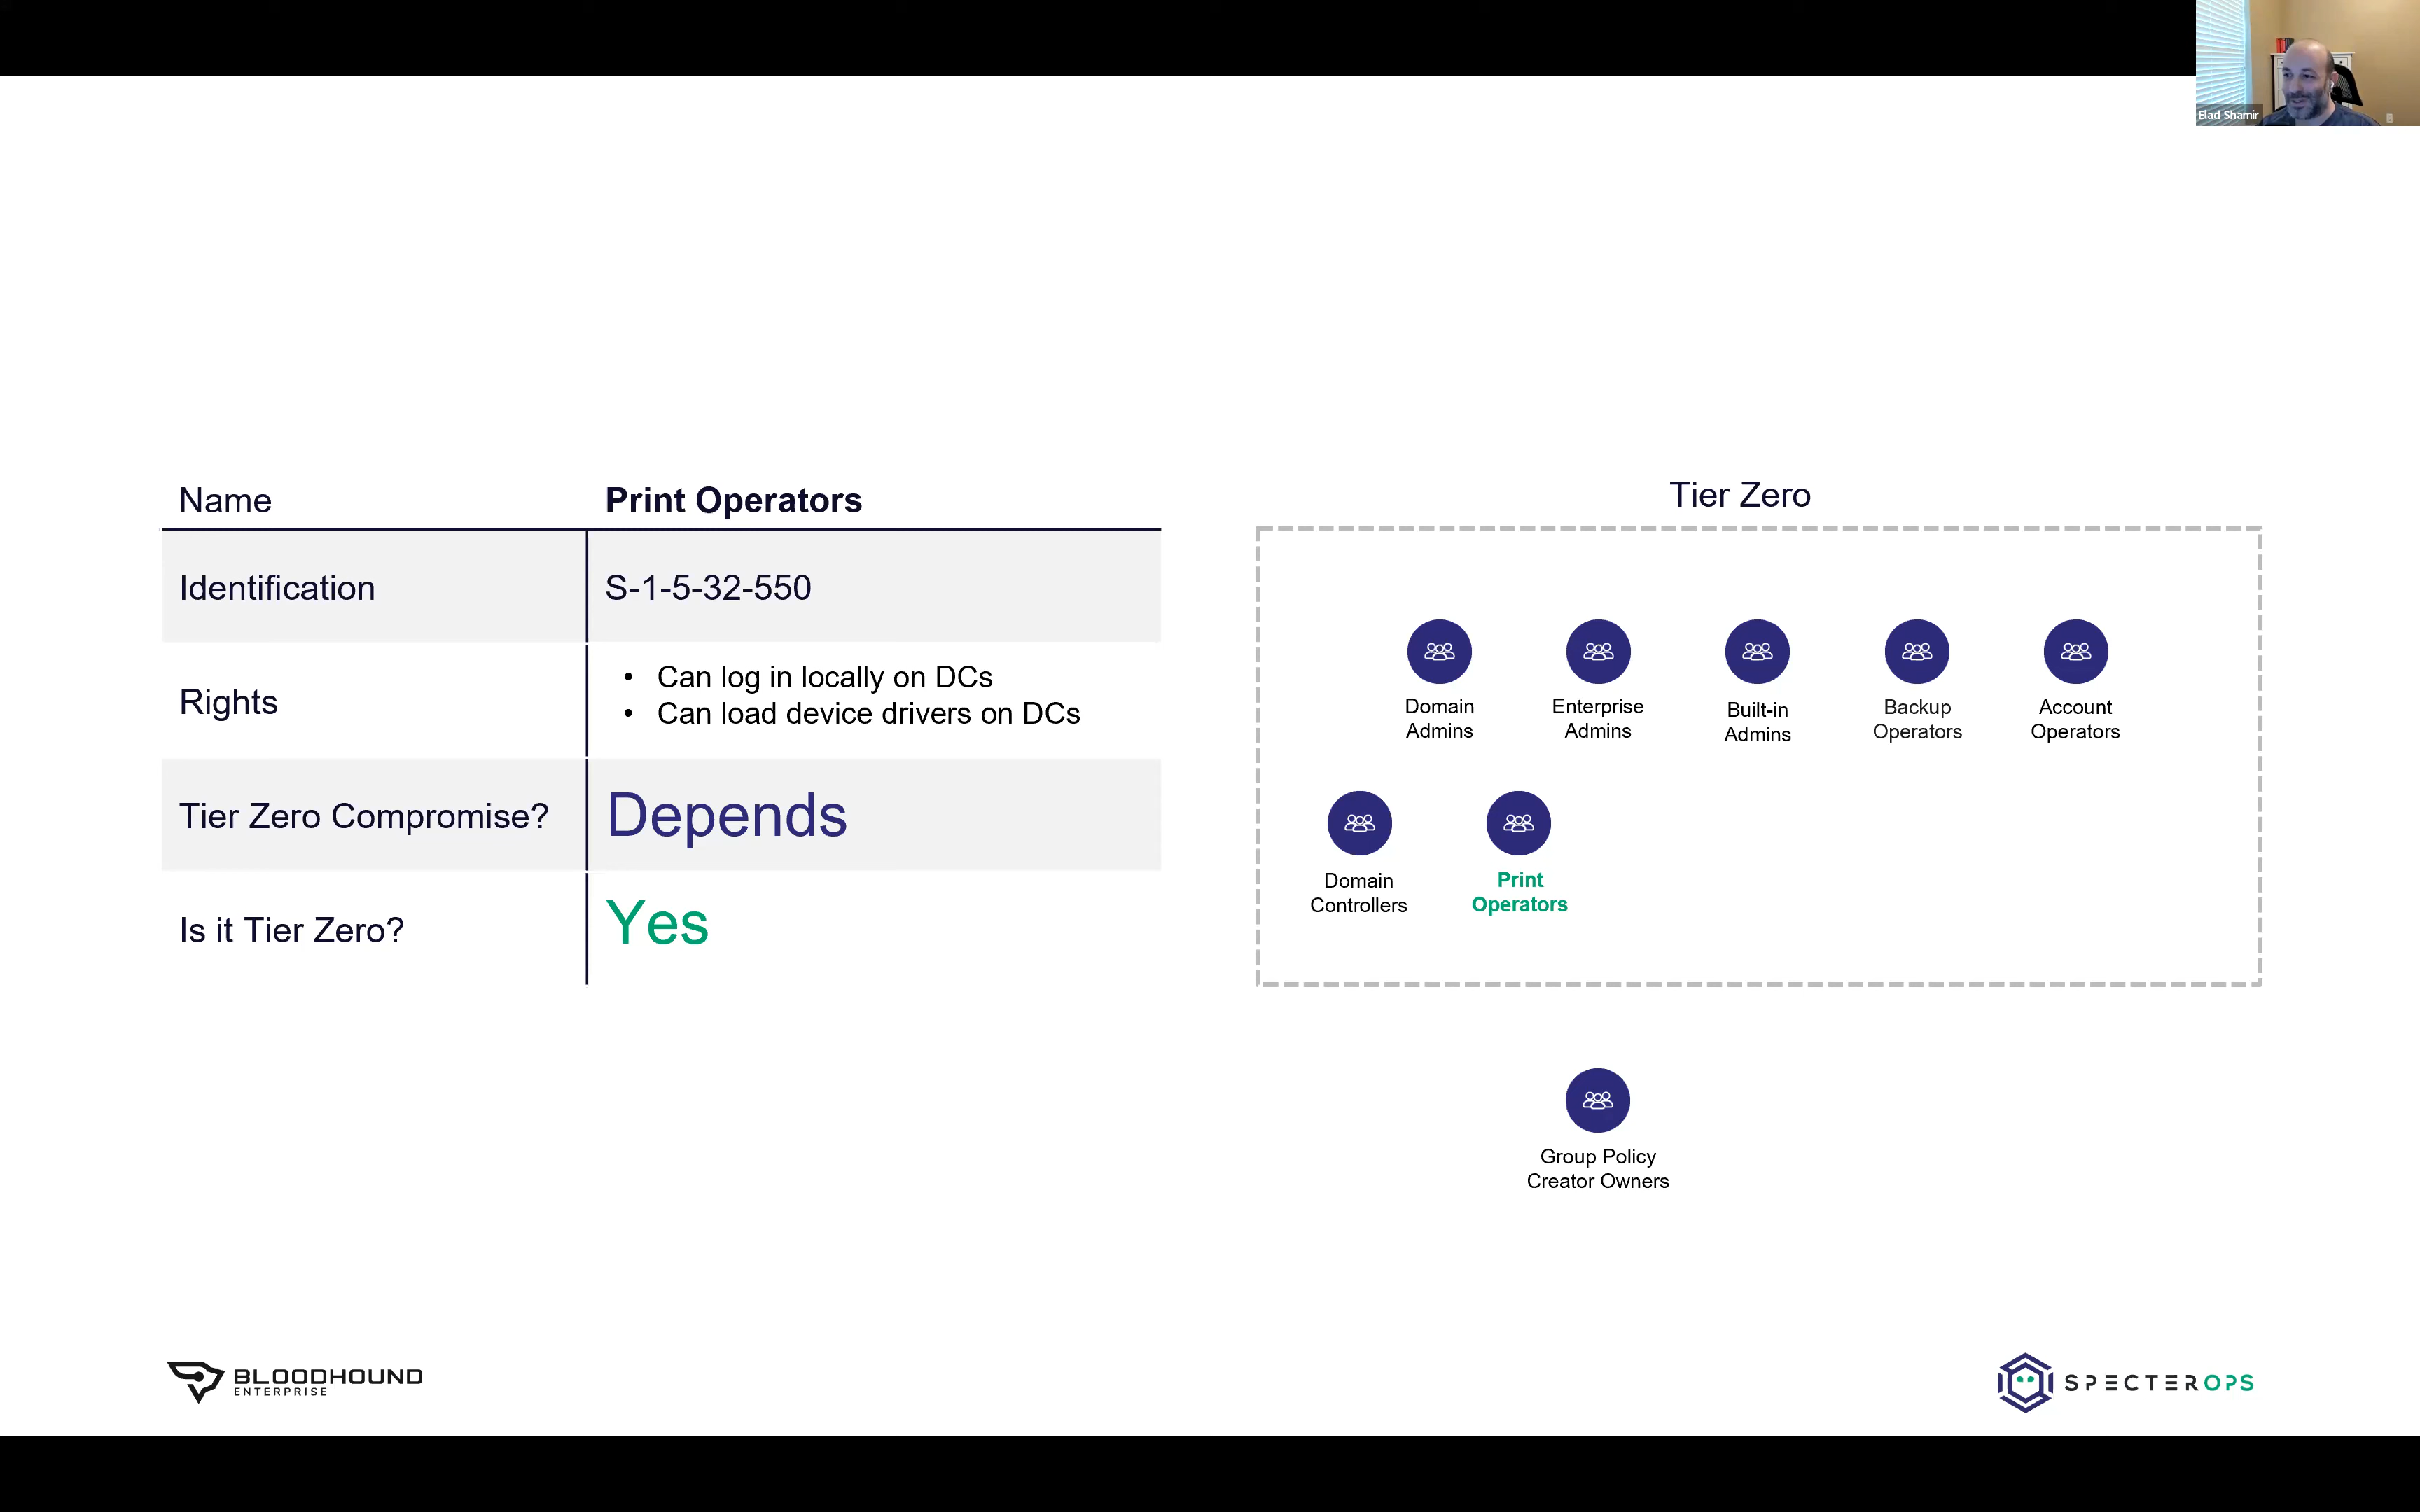 Elad Shamir
Name Print Operators
Identification S-1-5-32-550
Rights
• Can log in locally on DCs
• Can load device drivers on DCs
Tier Zero Compromise? Depends
Is it Tier Zero? Yes
Tier Zero
Domain
Admins
Enterprise
Admins
Built-in
Admins
Backup
Operators
Account
Operators
Domain
Controllers
Print
Operators
Group Policy
Creator Owners
BLOODHOUND
ENTERPRISE
SPECTEROPS